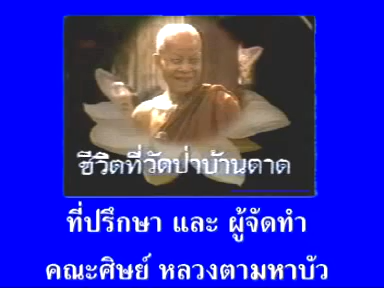 ชีวิตที่วัดป่าบ้านตาด
ที่ปรึกษา และ ผู้จัดทำ
คณะศิษย์ หลวงตามหาบัว